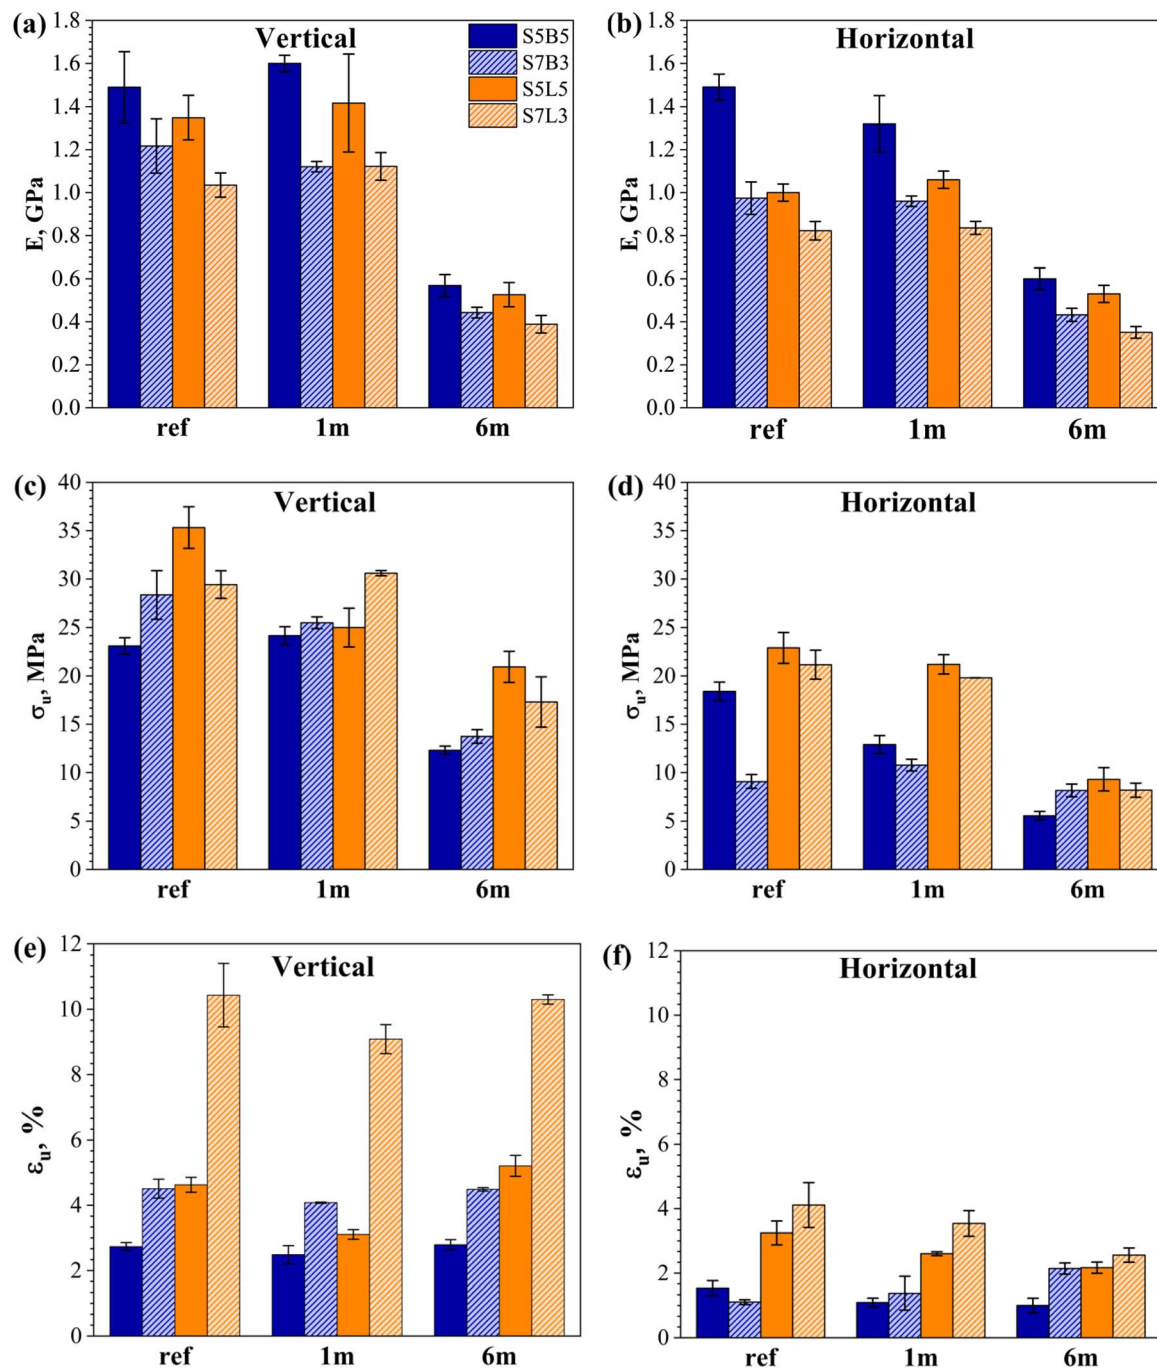 (a)
Vertical
S5B5
S7B3
S5L5
S7L3
1.8
1.6
1.4
1.2
1.0
0.8
0.6
0.4
0.2
0.0
E, GPa
ref 1m 6m
(b)
Horizontal
1.8
1.6
1.4
1.2
1.0
0.8
0.6
0.4
0.2
0.0
E, GPa
ref 1m 6m
(c)
Vertical
40
35
30
25
20
15
10
5
0
σu, MPa
ref 1m 6m
(d)
Horizontal
40
35
30
25
20
15
10
5
0
σu, MPa
ref 1m 6m
(e)
Vertical
12
10
8
6
4
2
0
εu, %
ref 1m 6m
(f)
Horizontal
12
10
8
6
4
2
0
εu, %
ref 1m 6m